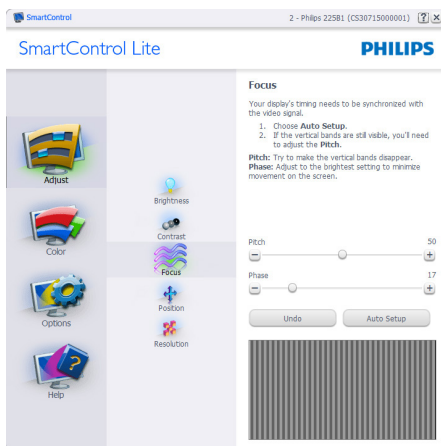 SmartControl
2 - Philips 225B1 (CS30715000001)
SmartControl Lite
PHILIPS
Adjust
Color
Options
Help
Brightness
Contrast
Focus
Position
Resolution
Focus
Your display's timing needs to be synchronized with
the video signal.
1. Choose Auto Setup.
2. If the vertical bands are still visible, you'll need
to adjust the Pitch.
Pitch: Try to make the vertical bands disappear.
Phase: Adjust to the brightest setting to minimize
movement on the screen.
Pitch 50
Phase 17
Undo
Auto Setup